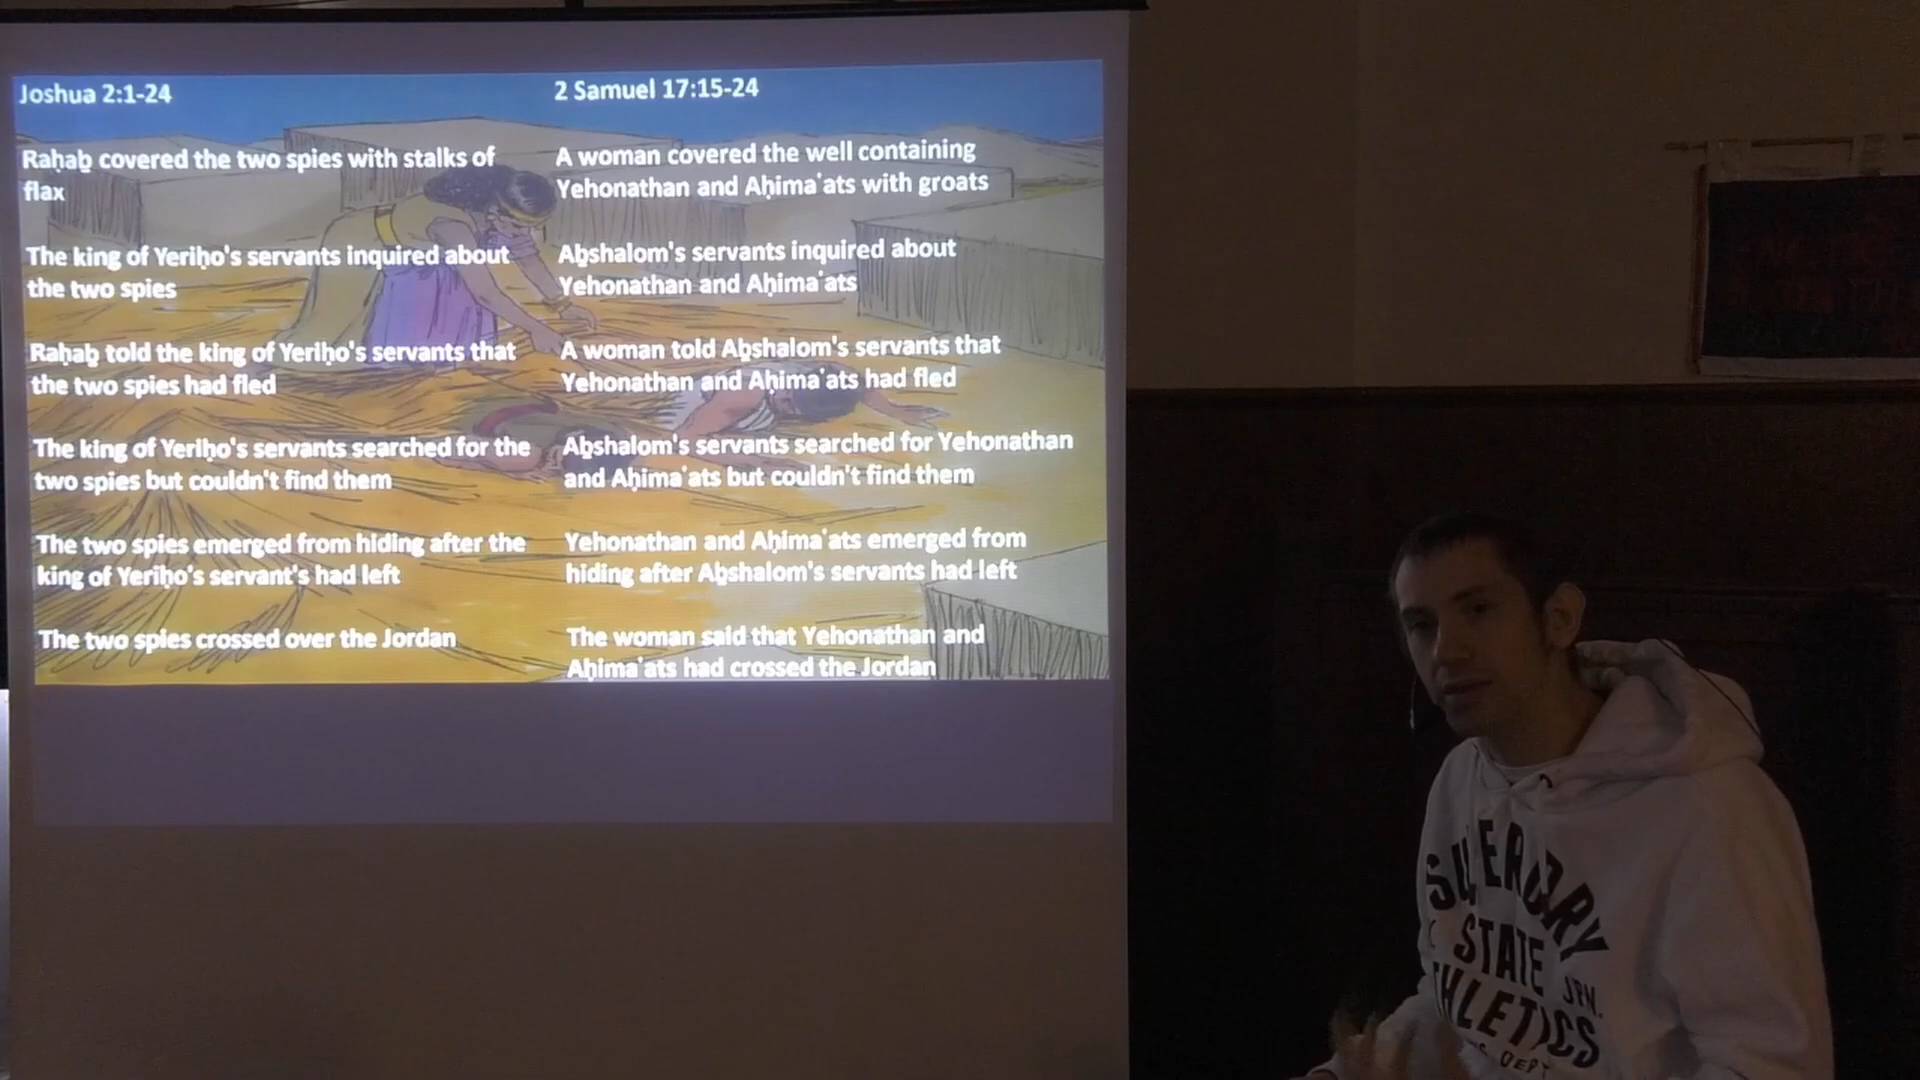 Joshua 2:1-24
2 Samuel 17:15-24
Raḥaḇ covered the two spies with stalks of
flax
A woman covered the well containing
Yehonathan and Aḥima'ats with groats
The king of Yeriḥo's servants inquired about
the two spies
Aḇshalom's servants inquired about
Yehonathan and Aḥima'ats
Raḥaḇ told the king of Yeriḥo's servants that
the two spies had fled
A woman told Aḇshalom's servants that
Yehonathan and Aḥima'ats had fled
The king of Yeriḥo's servants searched for the
two spies but couldn't find them
Aḇshalom's servants searched for Yehonathan
and Aḥima'ats but couldn't find them
The two spies emerged from hiding after the
king of Yeriḥo's servant's had left
Yehonathan and Aḥima'ats emerged from
hiding after Aḇshalom's servants had left
The two spies crossed over the Jordan
The woman said that Yehonathan and
Aḥima'ats had crossed the Jordan
STATE
JPN.
DEPT